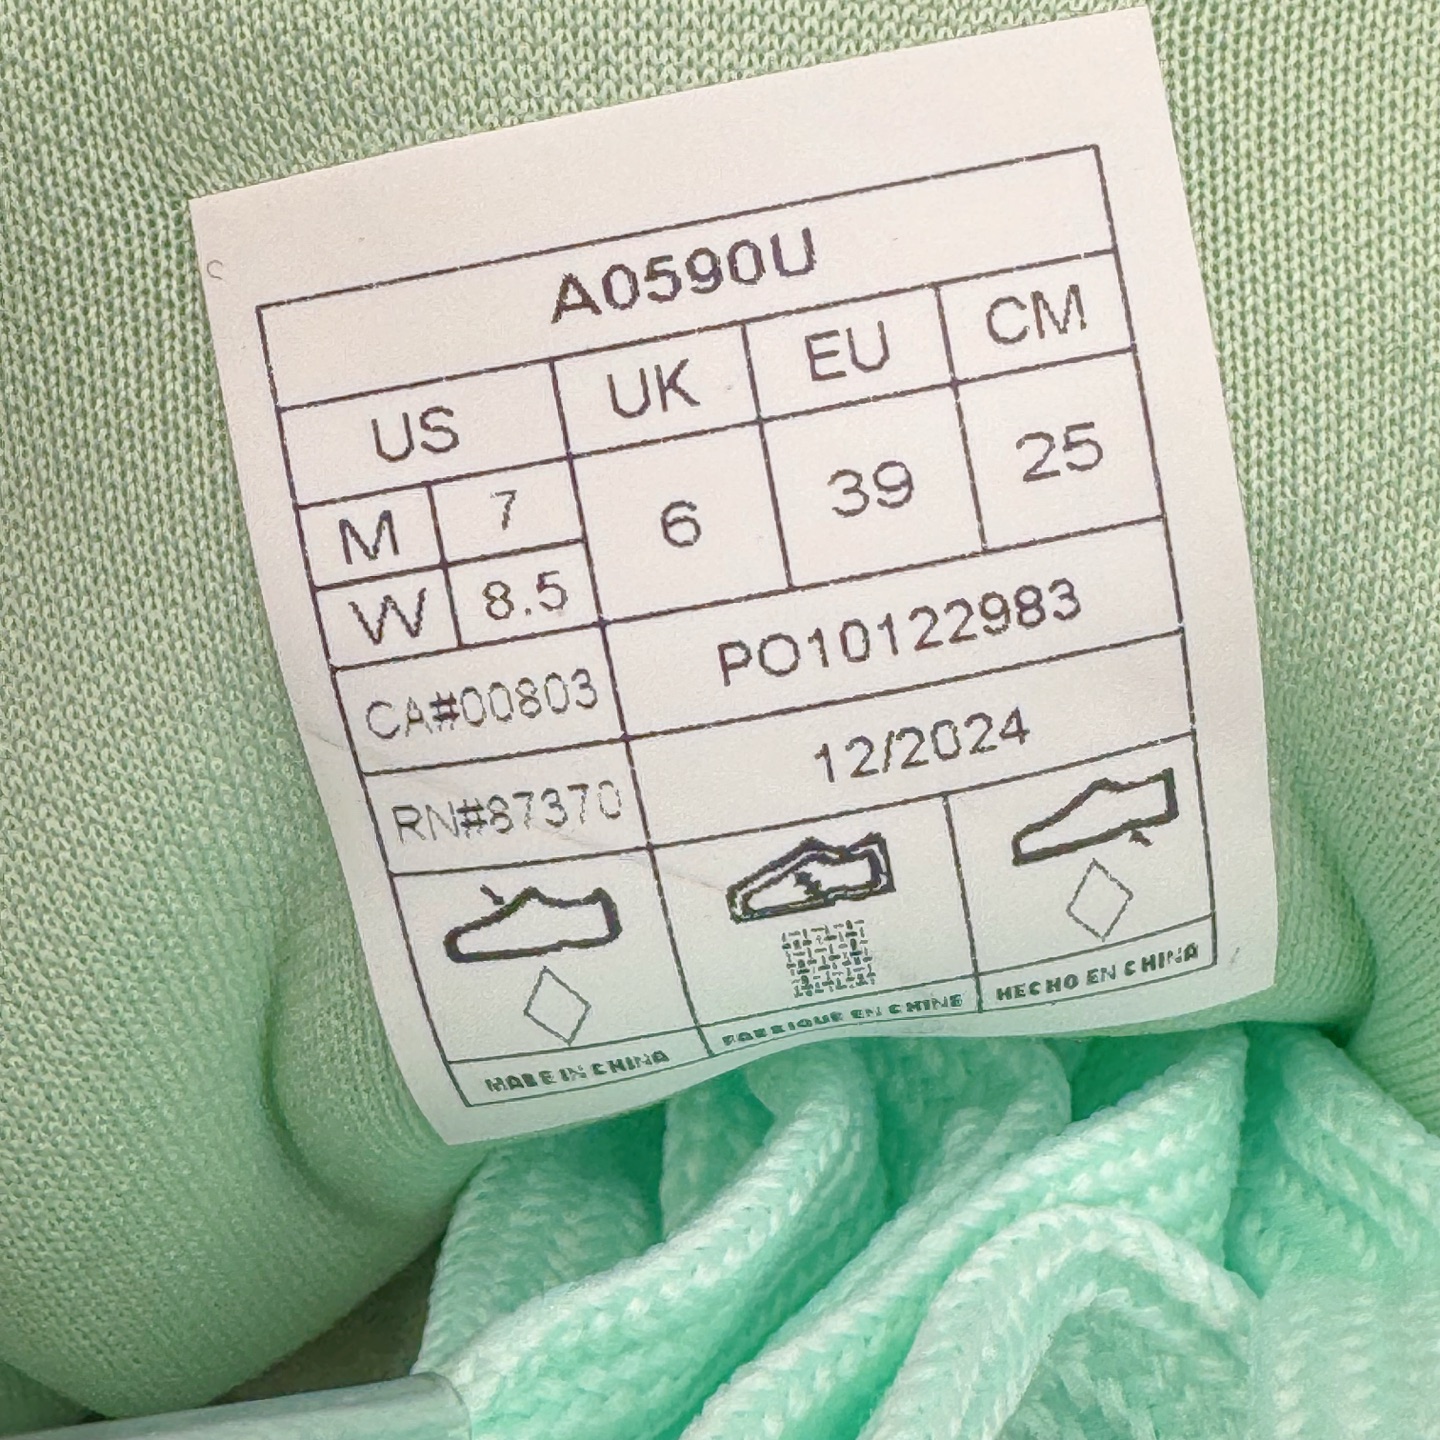 A0590U
US UK EU CM
M 7 6 39 25
W 8.5
CA#00803 PO10122983
RN#87370 12/2024
MADE IN CHINA FABRIQUE EN CHINE HECHO EN CHINA